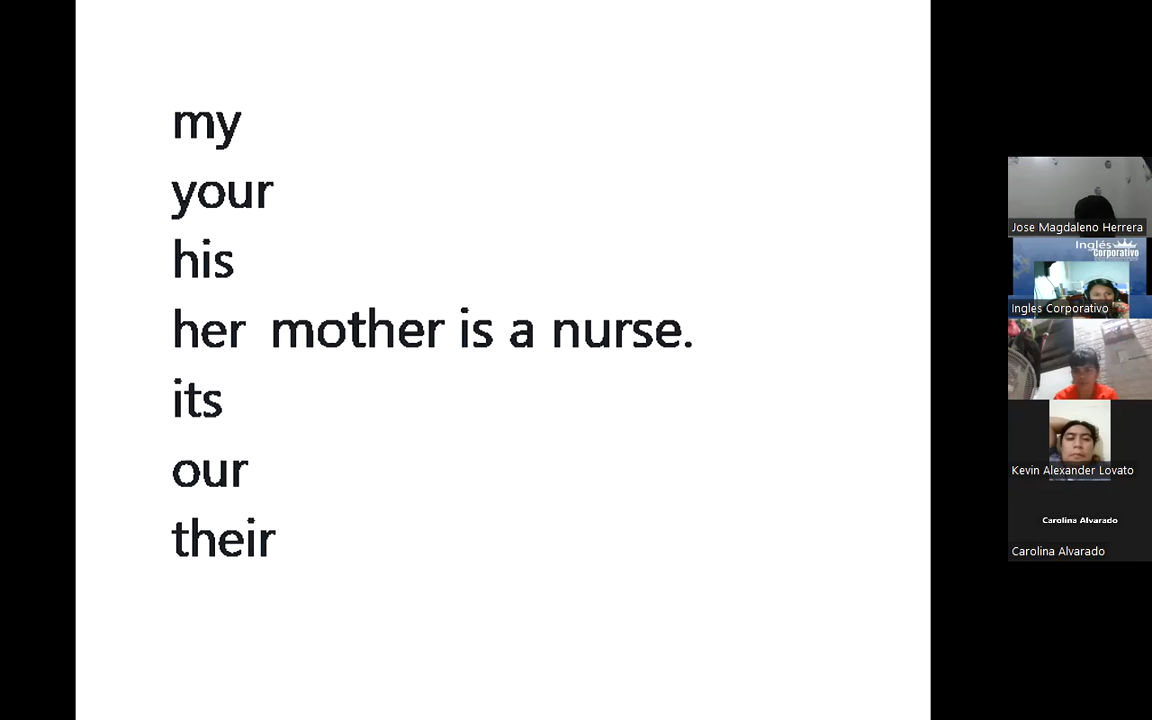 my
your
his
her mother is a nurse.
its
our
their
Jose Magdaleno Herrera
Inglés
Corporativo
Ingles Corporativo
Kevin Alexander Lovato
Carolina Alvarado
Carolina Alvarado